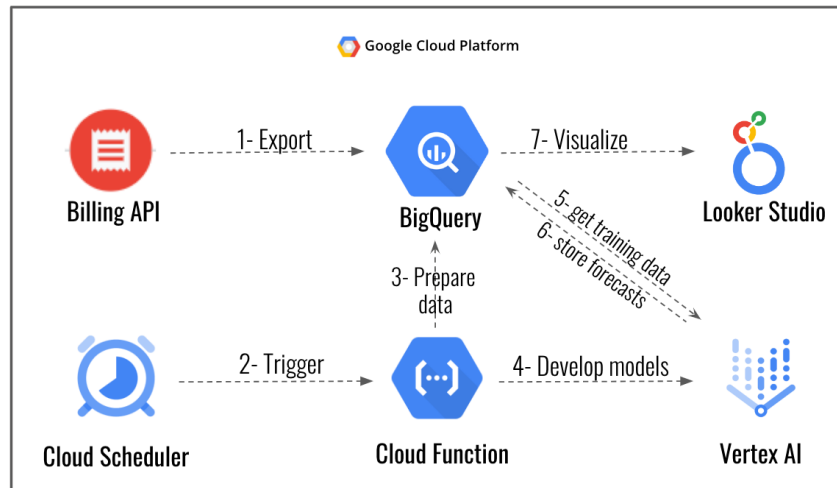 Google Cloud Platform
1- Export
7- Visualize
Billing API
BigQuery
Looker Studio
5- get training data
6- store forecasts
3- Prepare
data
2- Trigger
4- Develop models
Cloud Scheduler
Cloud Function
Vertex AI